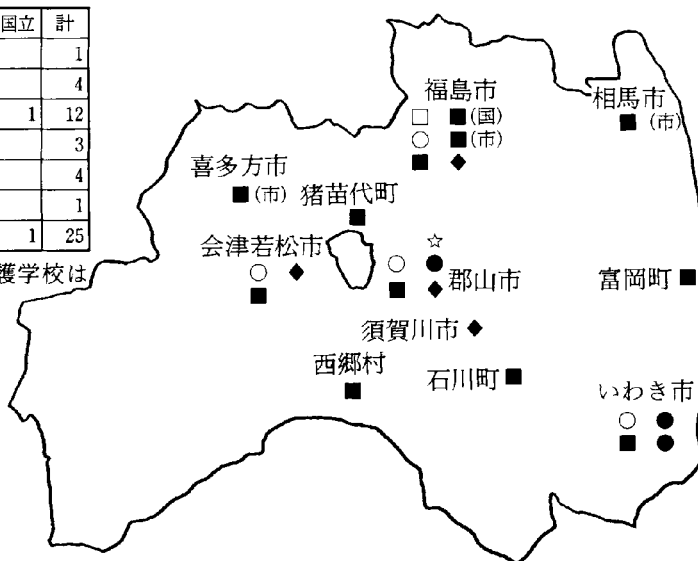 国立 計
1
4
1 12
3
4
1
1 25
護学校は
福島市
(国)
(市)
相馬市
(市)
喜多方市
(市)
猪苗代町
会津若松市
郡山市
富岡町
須賀川市
西郷村
石川町
いわき市